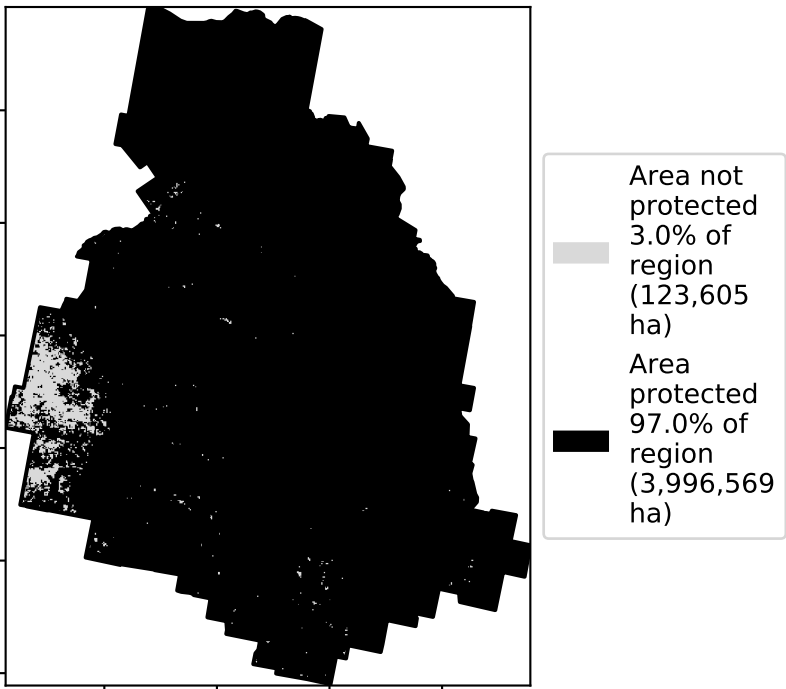 Area not
protected
3.0% of
region
(123,605
ha)
Area
protected
97.0% of
region
(3,996,569
ha)